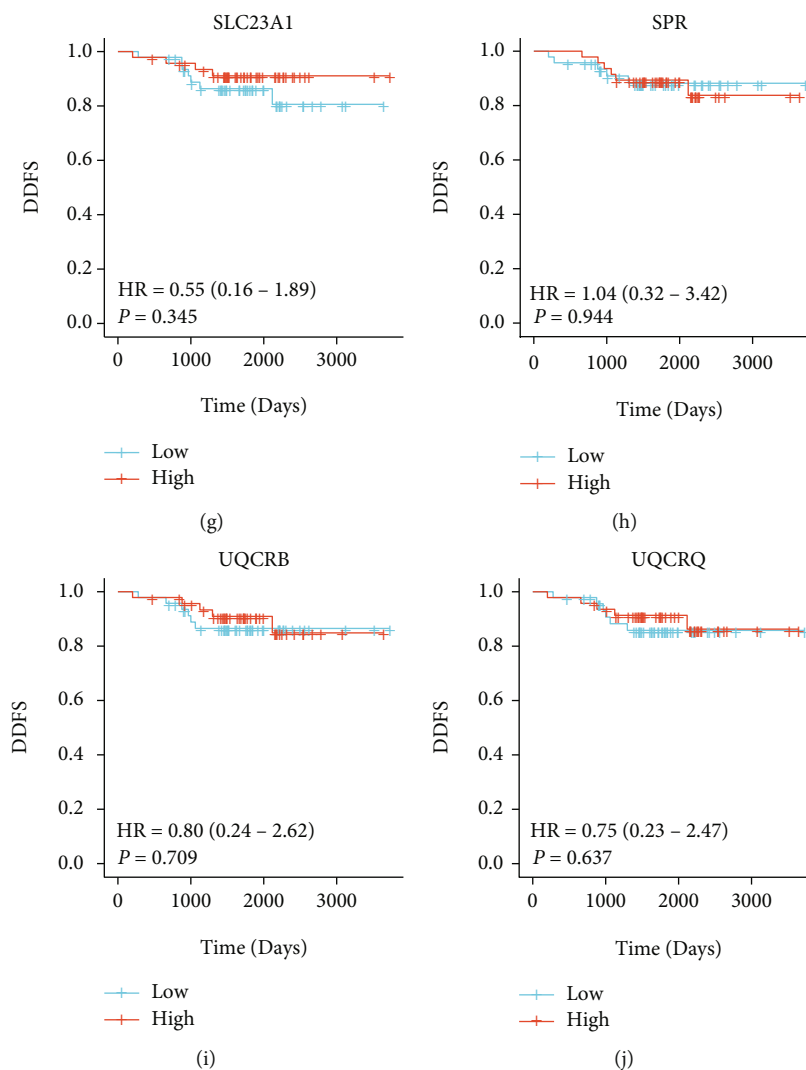 SLC23A1
1.0
0.8
0.6
0.4
0.2
0.0
DDFS
HR = 0.55 (0.16 – 1.89)
P = 0.345
0 1000 2000 3000
Time (Days)
Low
High
(g)
SPR
1.0
0.8
0.6
0.4
0.2
0.0
DDFS
HR = 1.04 (0.32 – 3.42)
P = 0.944
0 1000 2000 3000
Time (Days)
Low
High
(h)
UQCRB
1.0
0.8
0.6
0.4
0.2
0.0
DDFS
HR = 0.80 (0.24 – 2.62)
P = 0.709
0 1000 2000 3000
Time (Days)
Low
High
(i)
UQCRQ
1.0
0.8
0.6
0.4
0.2
0.0
DDFS
HR = 0.75 (0.23 – 2.47)
P = 0.637
0 1000 2000 3000
Time (Days)
Low
High
(j)